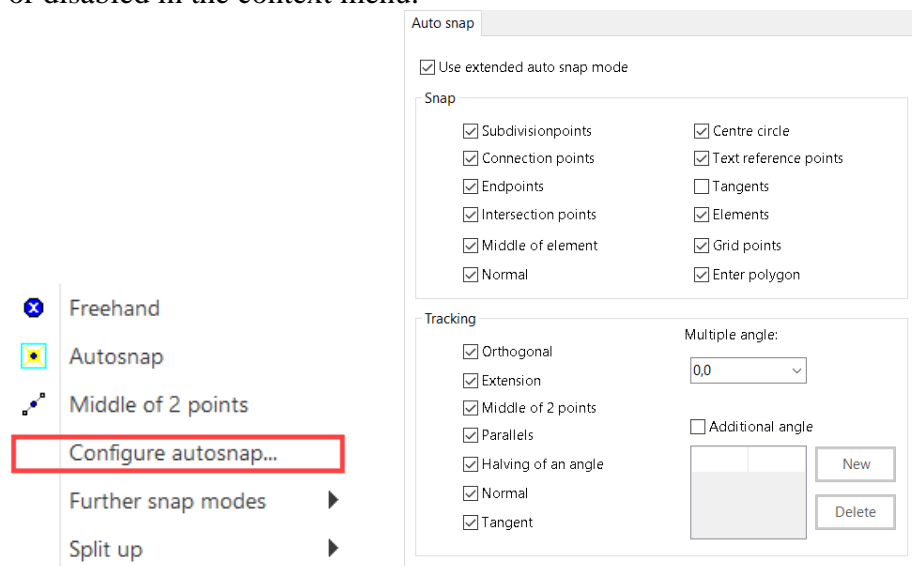 or disabled in the context menu.
Auto snap
Use extended auto snap mode
Snap
Subdivisionpoints
Centre circle
Connection points
Text reference points
Endpoints
Tangents
Intersection points
Elements
Middle of element
Grid points
Normal
Enter polygon
Freehand
Autosnap
Middle of 2 points
Configure autosnap...
Further snap modes
Split up
Tracking
Orthogonal
Extension
Middle of 2 points
Parallels
Halving of an angle
Normal
Tangent
Multiple angle:
0,0
Additional angle
New
Delete